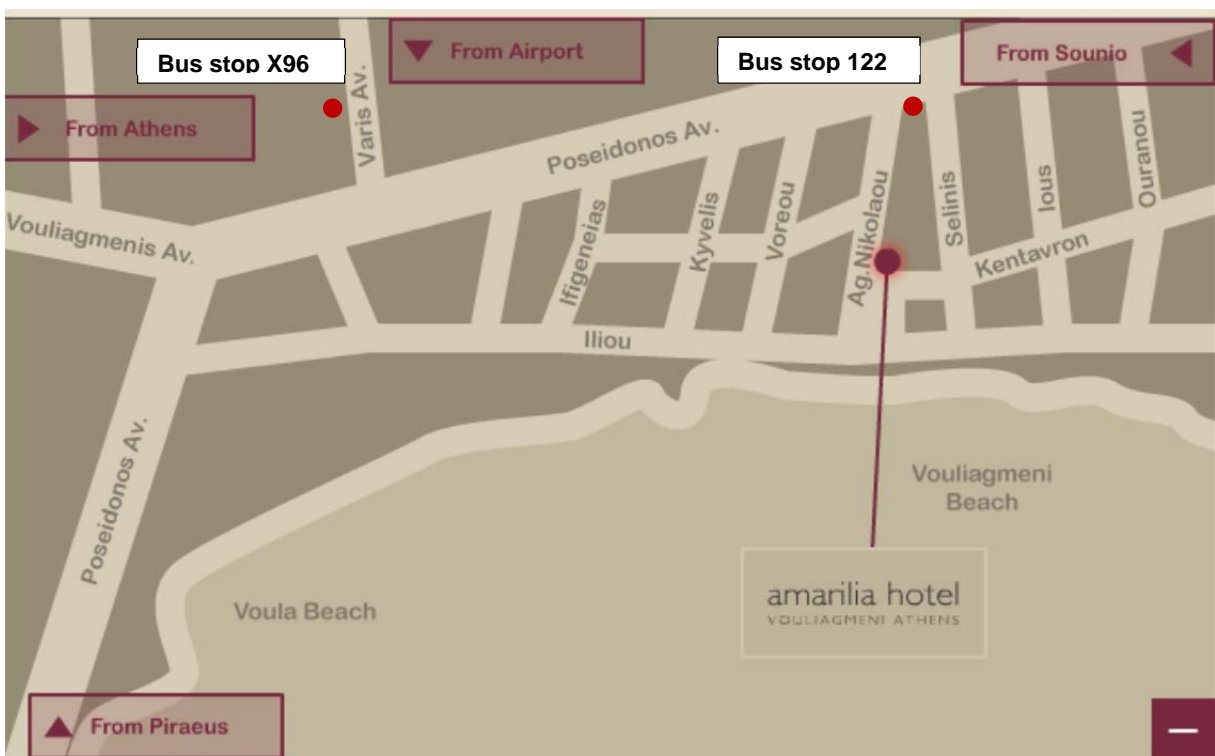 Bus stop X96
From Airport
Bus stop 122
From Sounio
From Athens
Varis Av.
Poseidonos Av.
Vouliagmenis Av.
Ifigeneias
Kyvelis
Voreou
Ag.Nikolaou
Selinis
Ious
Ouranou
Kentavron
Iliou
Poseidonos Av.
Vouliagmeni
Beach
Voula Beach
amarilia hotel
VOULIAGMENI ATHENS
From Piraeus